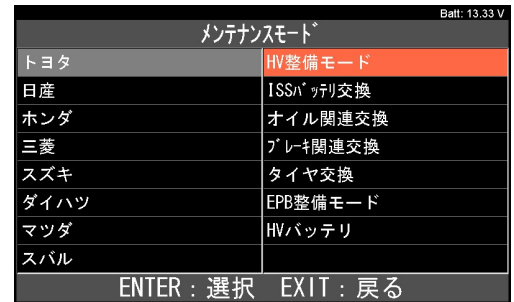 Batt: 13.33 V
ﾒﾝﾃﾅﾝｽﾓｰﾄﾞ
トヨタ
HV整備モード
日産
ISSﾊﾞｯﾃﾘ交換
ホンダ
オイル関連交換
三菱
ﾌﾞﾚｰｷ関連交換
スズキ
タイヤ交換
ダイハツ
EPB整備モード
マツダ
HVバッテリ
スバル
ENTER：選択 EXIT：戻る